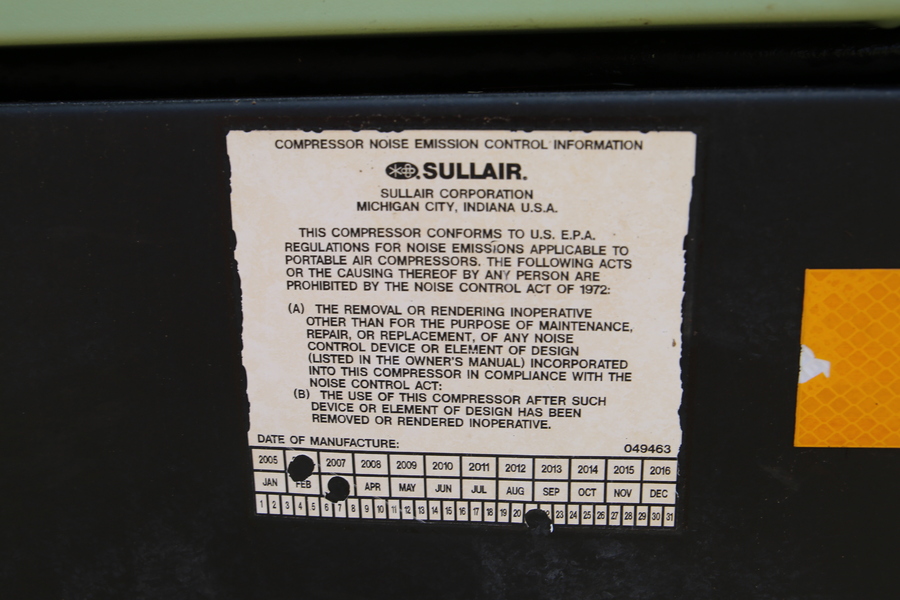 COMPRESSOR NOISE EMISSION CONTROL INFORMATION
SULLAIR.
SULLAIR CORPORATION
MICHIGAN CITY, INDIANA U.S.A.
THIS COMPRESSOR CONFORMS TO U.S. E.P.A.
REGULATIONS FOR NOISE EMISSIONS APPLICABLE TO
PORTABLE AIR COMPRESSORS. THE FOLLOWING ACTS
OR THE CAUSING THEREOF BY ANY PERSON ARE
PROHIBITED BY THE NOISE CONTROL ACT OF 1972:
(A) THE REMOVAL OR RENDERING INOPERATIVE
OTHER THAN FOR THE PURPOSE OF MAINTENANCE,
REPAIR, OR REPLACEMENT, OF ANY NOISE
CONTROL DEVICE OR ELEMENT OF DESIGN
(LISTED IN THE OWNER'S MANUAL) INCORPORATED
INTO THIS COMPRESSOR IN COMPLIANCE WITH THE
NOISE CONTROL ACT:
(B) THE USE OF THIS COMPRESSOR AFTER SUCH
DEVICE OR ELEMENT OF DESIGN HAS BEEN
REMOVED OR RENDERED INOPERATIVE.
DATE OF MANUFACTURE: 049463
2005 2007 2008 2009 2010 2011 2012 2013 2014 2015 2016
JAN FEB APR MAY JUN JUL AUG SEP OCT NOV DEC
1 2 3 4 5 6 7 8 9 10 11 12 13 14 15 16 17 18 19 20 23 24 25 26 27 28 29 30 31